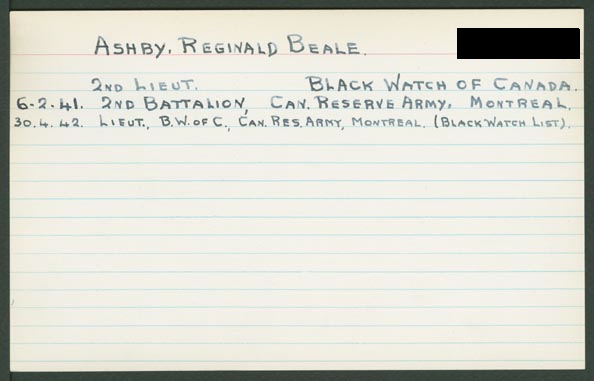 ASHBY, REGINALD BEALE.
2ND LIEUT. BLACK WATCH OF CANADA.
6-2-41. 2ND BATTALION, CAN. RESERVE ARMY, MONTREAL.
30.4.42. LIEUT., B.W. OF C., CAN. RES. ARMY, MONTREAL. (BLACK WATCH LIST).